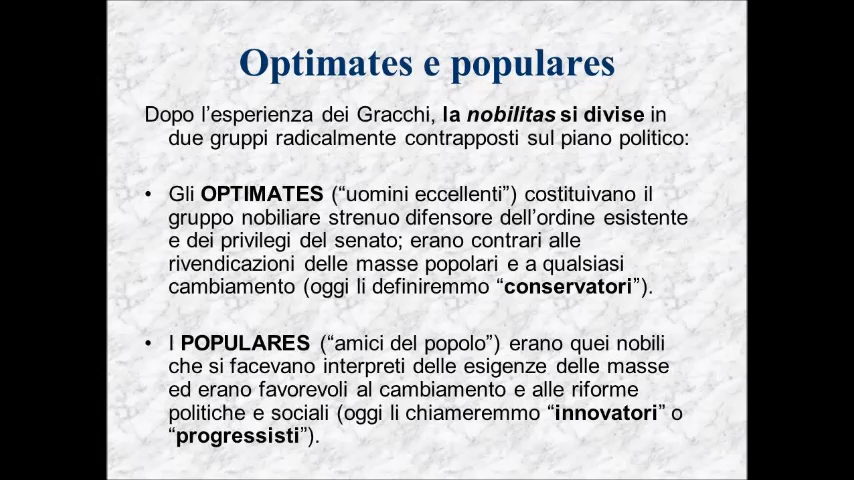 Optimates e populares
Dopo l’esperienza dei Gracchi, la nobilitas si divise in
due gruppi radicalmente contrapposti sul piano politico:
• Gli OPTIMATES (“uomini eccellenti”) costituivano il
gruppo nobiliare strenuo difensore dell’ordine esistente
e dei privilegi del senato; erano contrari alle
rivendicazioni delle masse popolari e a qualsiasi
cambiamento (oggi li definiremmo “conservatori”).
• I POPULARES (“amici del popolo”) erano quei nobili
che si facevano interpreti delle esigenze delle masse
ed erano favorevoli al cambiamento e alle riforme
politiche e sociali (oggi li chiameremmo “innovatori” o
“progressisti”).